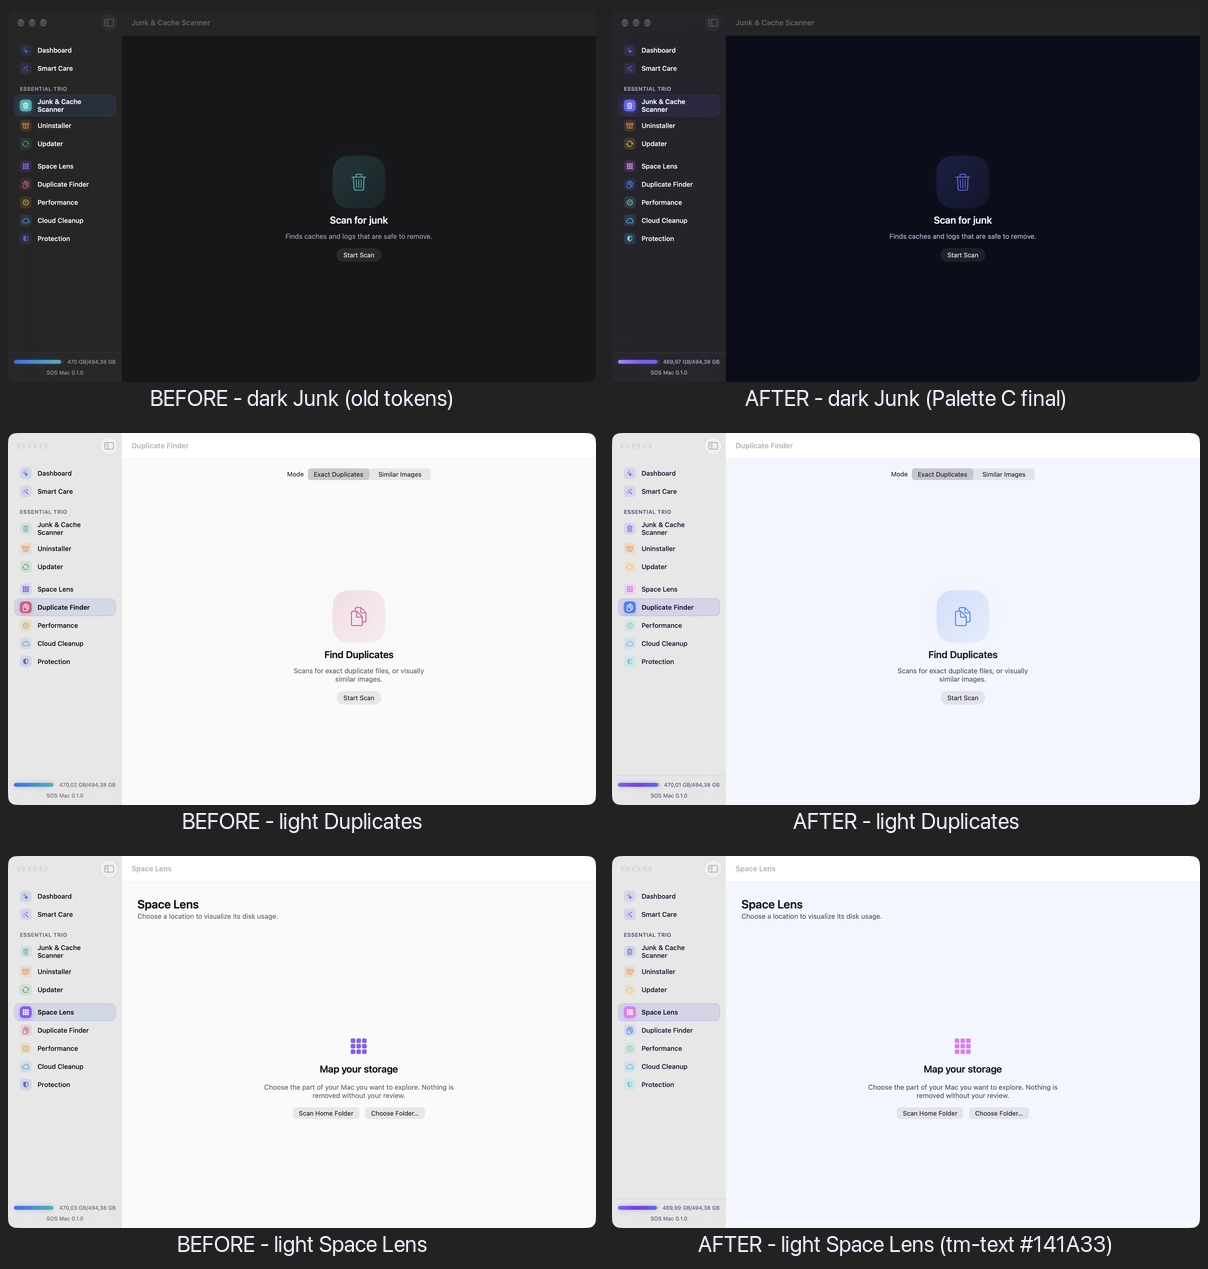 Junk & Cache Scanner
Dashboard
Smart Care
ESSENTIAL TRIO
Junk & Cache
Scanner
Uninstaller
Updater
Space Lens
Duplicate Finder
Performance
Cloud Cleanup
Protection
Scan for junk
Finds caches and logs that are safe to remove.
Start Scan
470 GB/494,38 GB
SOS Mac 0.1.0
BEFORE - dark Junk (old tokens)
Junk & Cache Scanner
Dashboard
Smart Care
ESSENTIAL TRIO
Junk & Cache
Scanner
Uninstaller
Updater
Space Lens
Duplicate Finder
Performance
Cloud Cleanup
Protection
Scan for junk
Finds caches and logs that are safe to remove.
Start Scan
469,97 GB/494,38 GB
SOS Mac 0.1.0
AFTER - dark Junk (Palette C final)
Duplicate Finder
Dashboard
Smart Care
ESSENTIAL TRIO
Junk & Cache
Scanner
Uninstaller
Updater
Space Lens
Duplicate Finder
Performance
Cloud Cleanup
Protection
Mode Exact Duplicates Similar Images
Find Duplicates
Scans for exact duplicate files, or visually
similar images.
Start Scan
470,02 GB/494,38 GB
SOS Mac 0.1.0
BEFORE - light Duplicates
Duplicate Finder
Dashboard
Smart Care
ESSENTIAL TRIO
Junk & Cache
Scanner
Uninstaller
Updater
Space Lens
Duplicate Finder
Performance
Cloud Cleanup
Protection
Mode Exact Duplicates Similar Images
Find Duplicates
Scans for exact duplicate files, or visually
similar images.
Start Scan
470,01 GB/494,38 GB
SOS Mac 0.1.0
AFTER - light Duplicates
Space Lens
Dashboard
Smart Care
ESSENTIAL TRIO
Junk & Cache
Scanner
Uninstaller
Updater
Space Lens
Duplicate Finder
Performance
Cloud Cleanup
Protection
Space Lens
Choose a location to visualize its disk usage.
Map your storage
Choose the part of your Mac you want to explore. Nothing is
removed without your review.
Scan Home Folder Choose Folder...
470,03 GB/494,38 GB
SOS Mac 0.1.0
BEFORE - light Space Lens
Space Lens
Dashboard
Smart Care
ESSENTIAL TRIO
Junk & Cache
Scanner
Uninstaller
Updater
Space Lens
Duplicate Finder
Performance
Cloud Cleanup
Protection
Space Lens
Choose a location to visualize its disk usage.
Map your storage
Choose the part of your Mac you want to explore. Nothing is
removed without your review.
Scan Home Folder Choose Folder...
469,99 GB/494,38 GB
SOS Mac 0.1.0
AFTER - light Space Lens (tm-text #141A33)